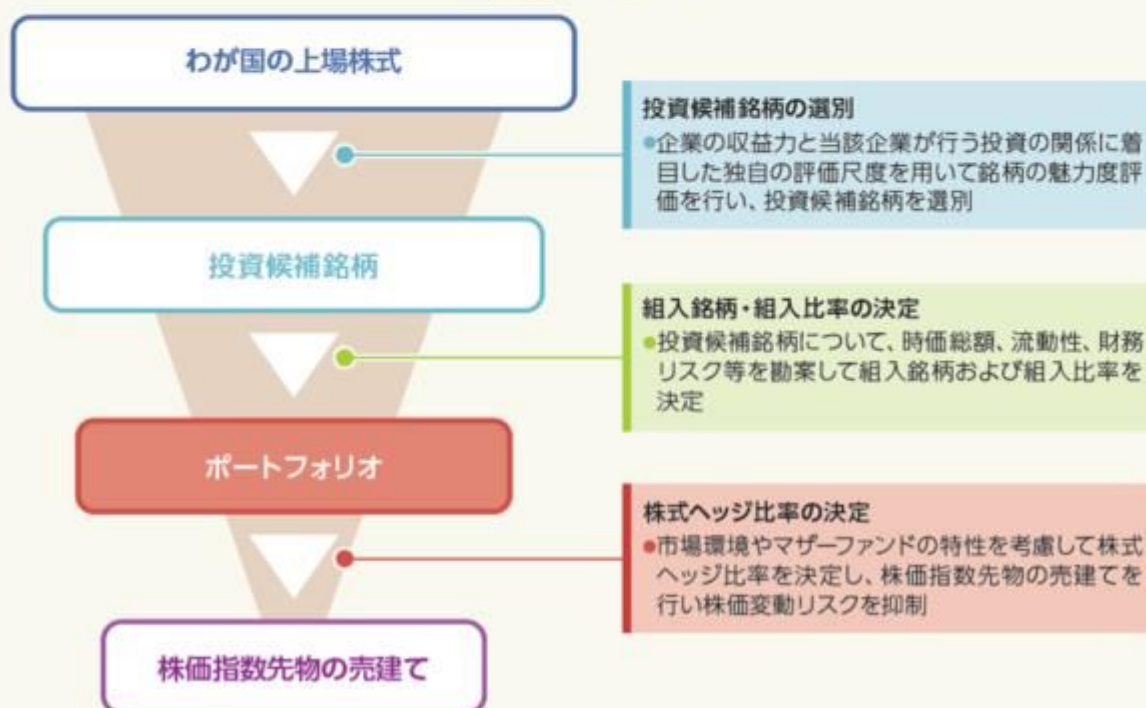 わが国の上場株式
投資候補銘柄の選別
●企業の収益力と当該企業が行う投資の関係に着
目した独自の評価尺度を用いて銘柄の魅力度評
価を行い、投資候補銘柄を選別
投資候補銘柄
組入銘柄・組入比率の決定
●投資候補銘柄について、時価総額、流動性、財務
リスク等を勘案して組入銘柄および組入比率を
決定
ポートフォリオ
株式ヘッジ比率の決定
●市場環境やマザーファンドの特性を考慮して株式
ヘッジ比率を決定し、株価指数先物の売建てを
行い株価変動リスクを抑制
株価指数先物の売建て